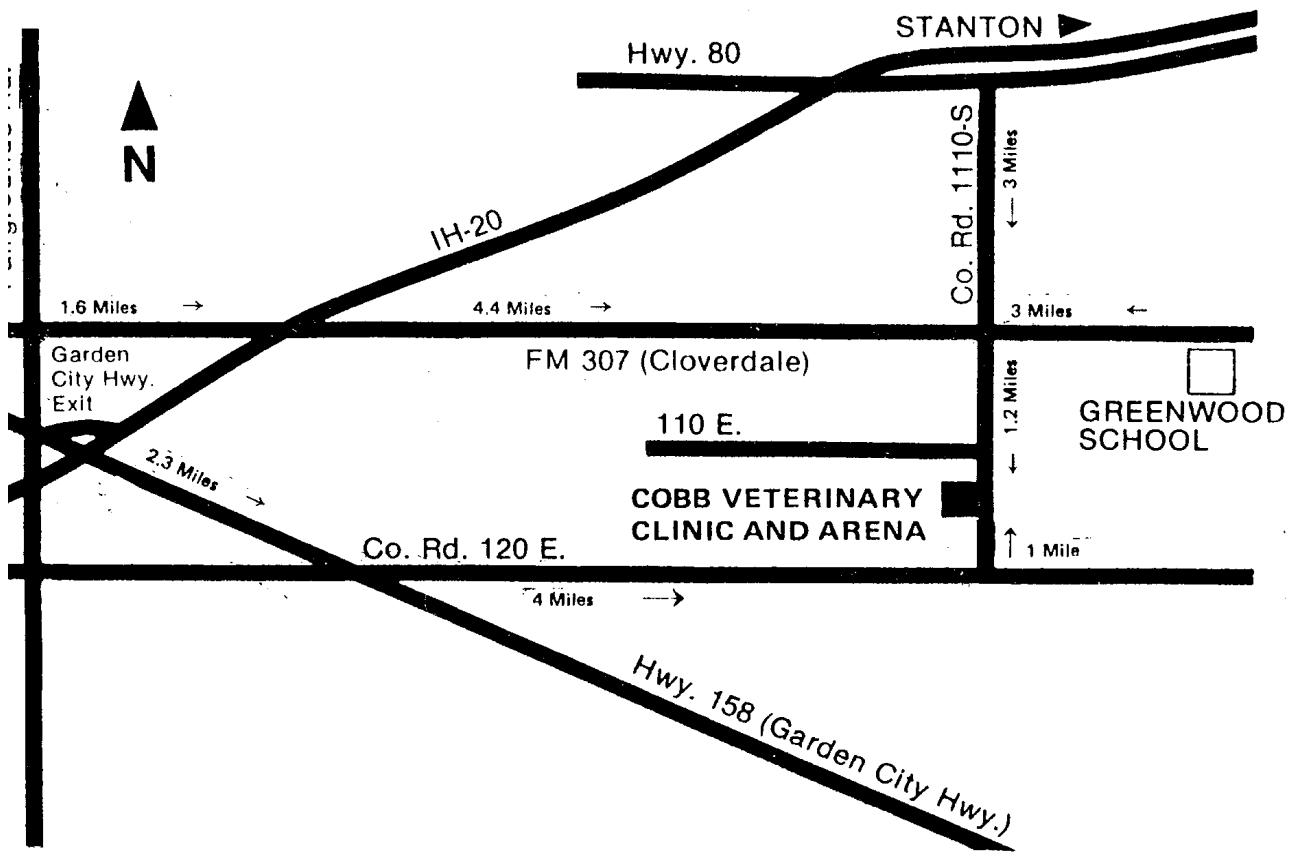 STANTON
Hwy. 80
N
Co. Rd. 1110-S
3 Miles
IH-20
1.6 Miles
4.4 Miles
3 Miles
Garden
City Hwy.
Exit
FM 307 (Cloverdale)
1.2 Miles
GREENWOOD
SCHOOL
110 E.
2.3 Miles
COBB VETERINARY
CLINIC AND ARENA
Co. Rd. 120 E.
1 Mile
4 Miles
Hwy. 158 (Garden City Hwy.)